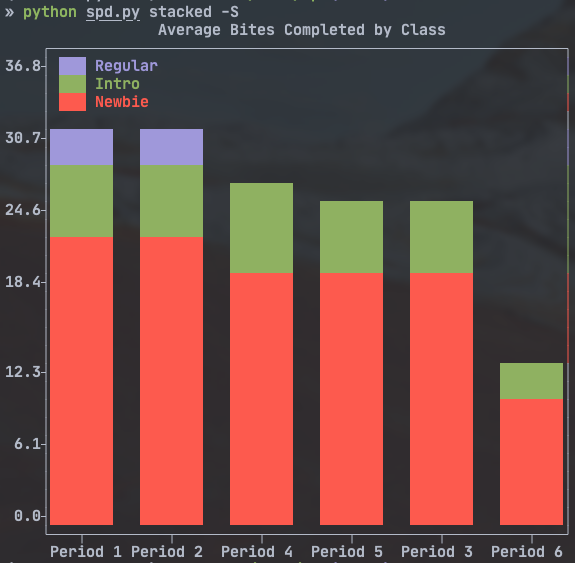 » python spd.py stacked -S
Average Bites Completed by Class
36.8
Regular
Intro
Newbie
30.7
24.6
18.4
12.3
6.1
0.0
Period 1 Period 2 Period 4 Period 5 Period 3 Period 6